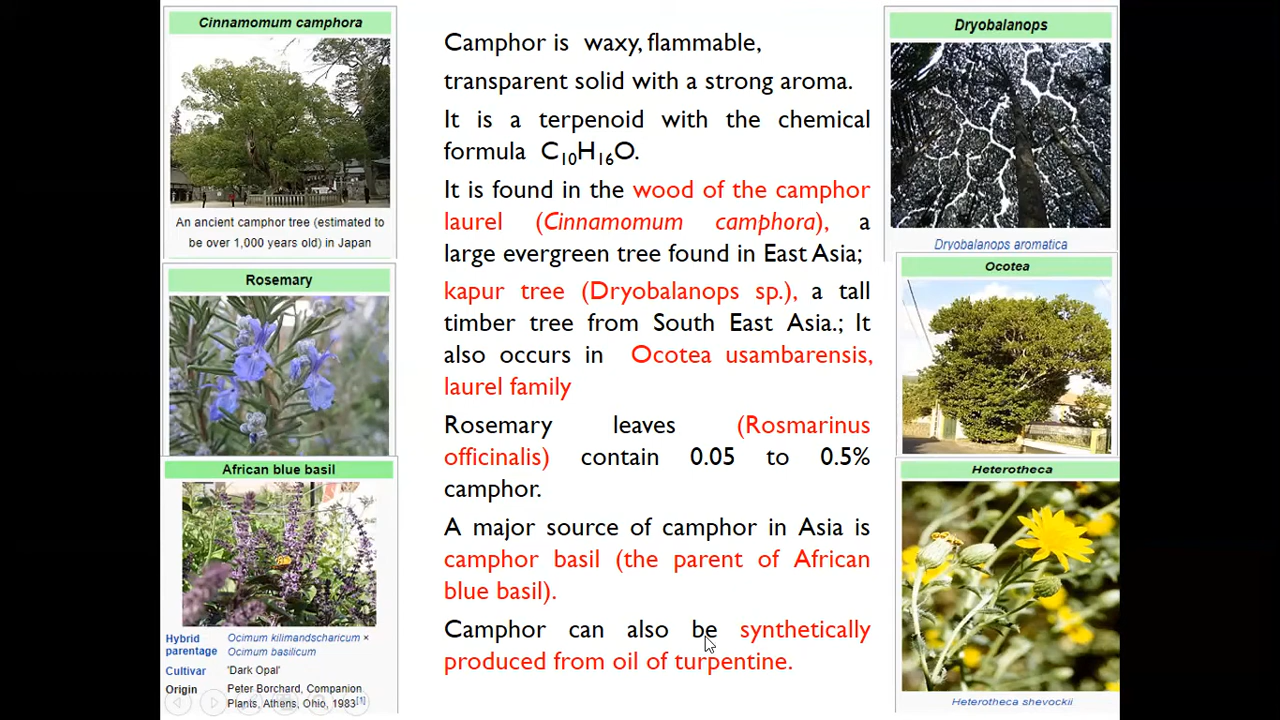 Cinnamomum camphora
An ancient camphor tree (estimated to
be over 1,000 years old) in Japan
Rosemary
African blue basil
Hybrid parentage Ocimum kilimandscharicum ×
Ocimum basilicum
Cultivar 'Dark Opal'
Origin Peter Borchard, Companion
Plants, Athens, Ohio, 1983[1]
Camphor is waxy, flammable,
transparent solid with a strong aroma.
It is a terpenoid with the chemical
formula C₁₀H₁₆O.
It is found in the wood of the camphor
laurel (Cinnamomum camphora), a
large evergreen tree found in East Asia;
kapur tree (Dryobalanops sp.), a tall
timber tree from South East Asia.; It
also occurs in Ocotea usambarensis,
laurel family
Rosemary leaves (Rosmarinus
officinalis) contain 0.05 to 0.5%
camphor.
A major source of camphor in Asia is
camphor basil (the parent of African
blue basil).
Camphor can also be synthetically
produced from oil of turpentine.
Dryobalanops
Dryobalanops aromatica
Ocotea
Heterotheca
Heterotheca shevockii